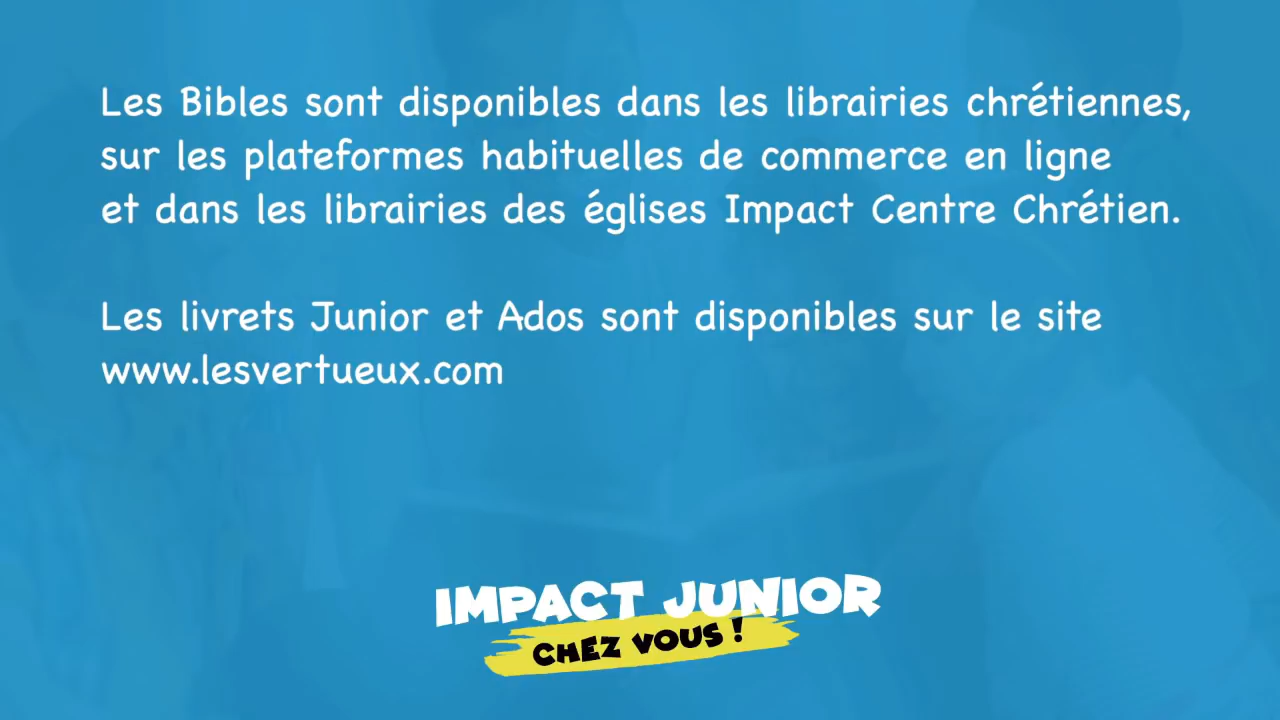 Les Bibles sont disponibles dans les librairies chrétiennes,
sur les plateformes habituelles de commerce en ligne
et dans les librairies des églises Impact Centre Chrétien.
Les livrets Junior et Ados sont disponibles sur le site
www.lesvertueux.com
IMPACT JUNIOR
CHEZ VOUS !